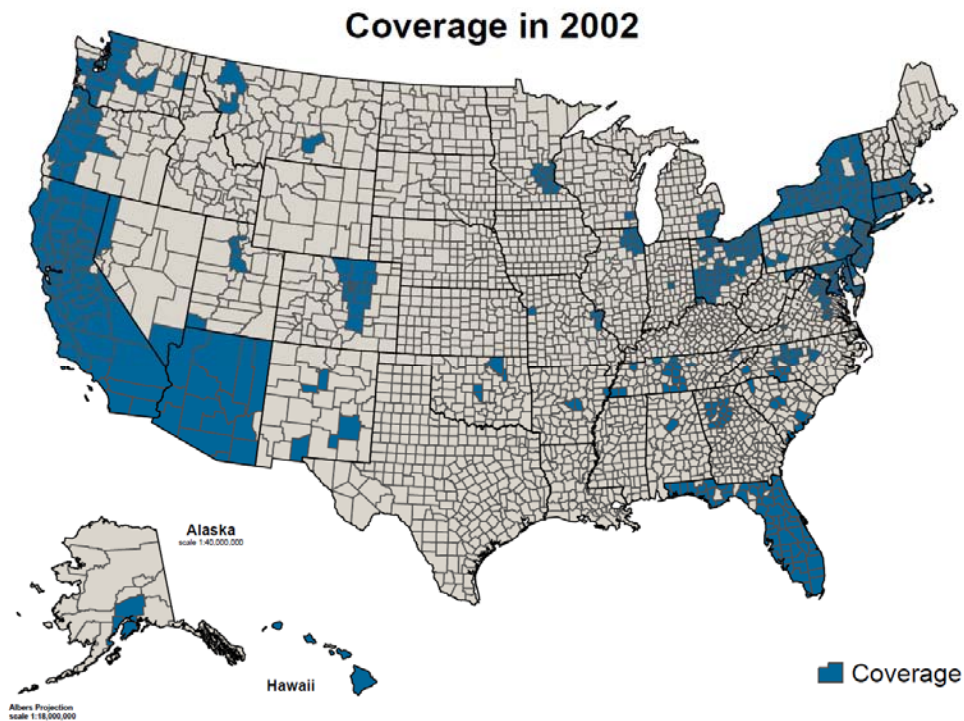 Coverage in 2002
Alaska
scale 1:40,000,000
Hawaii
Coverage
Albers Projection
scale 1:18,000,000